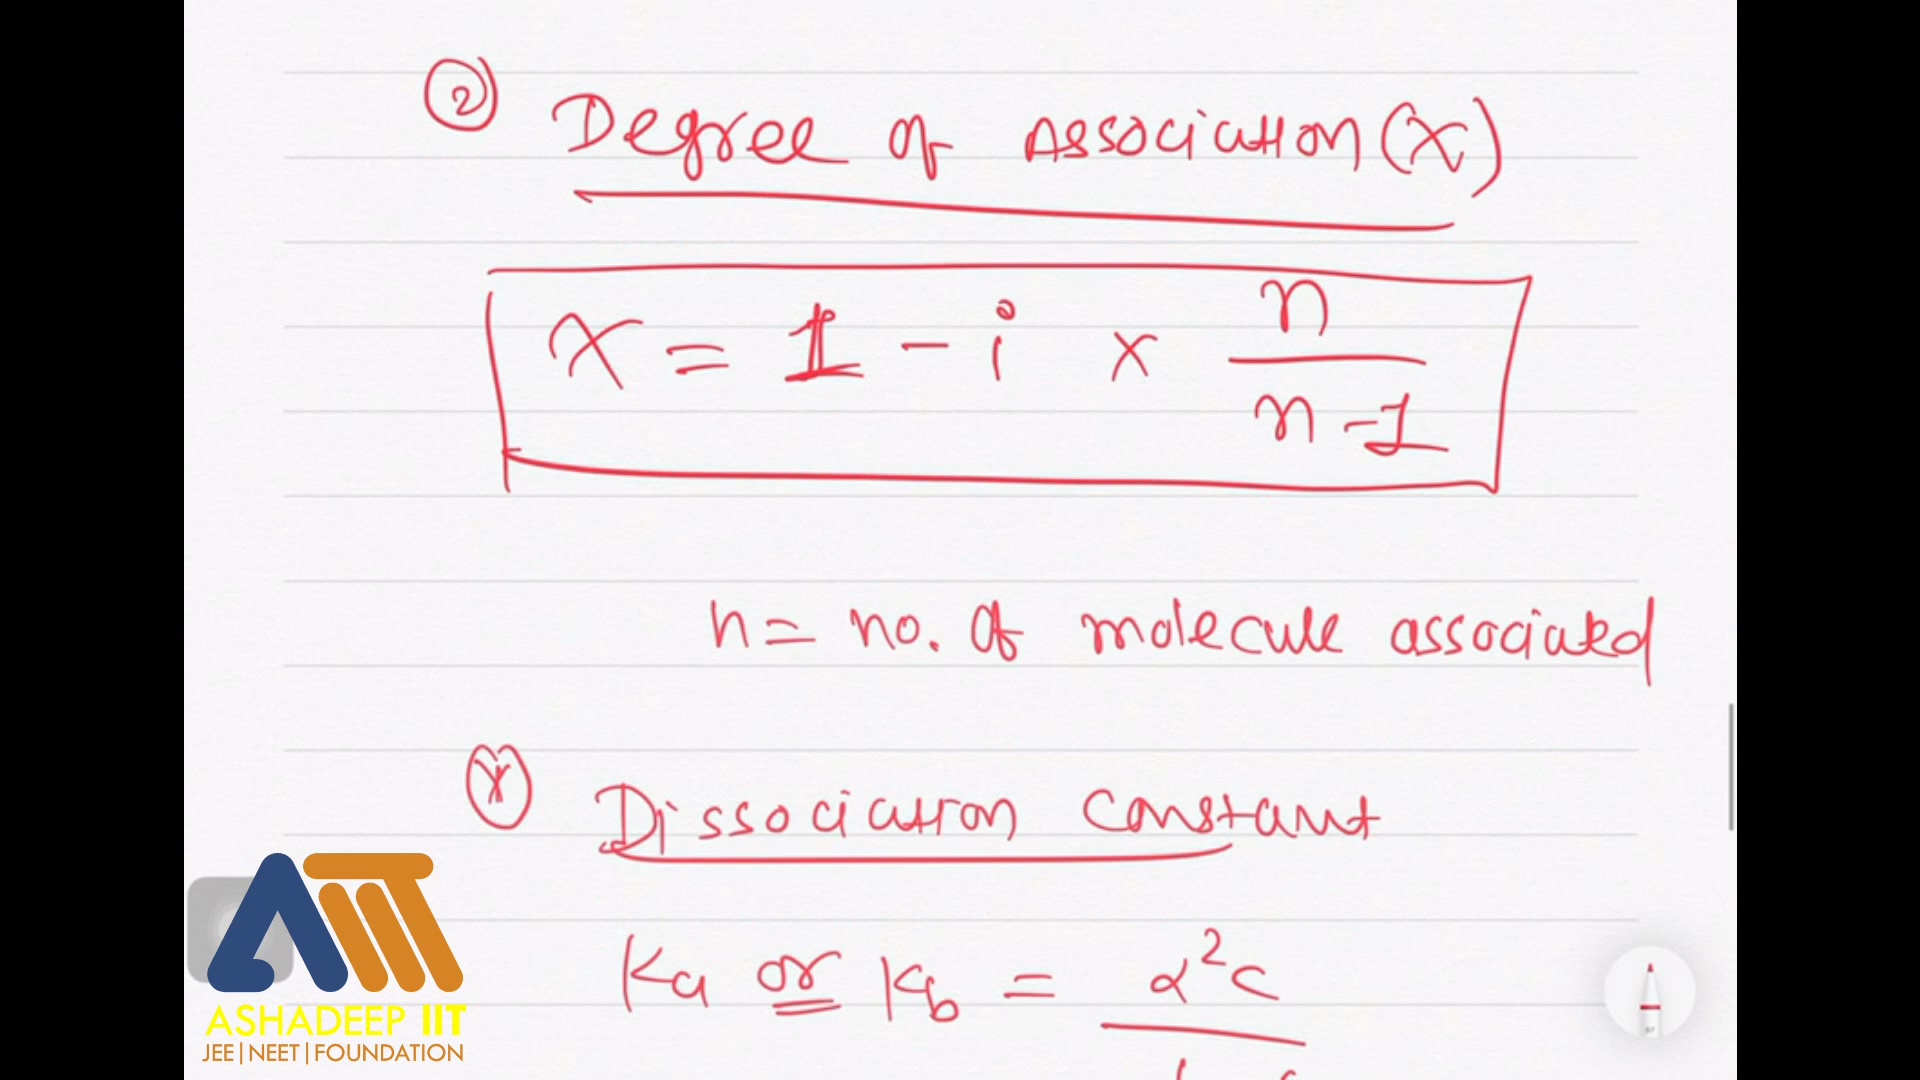 ② Degree of Association (x)
x = 1 - i × n/(n-1)
n = no. of molecule associated
Dissociation constant
Ka or Kb = α²c
ASHADEEP IIT
JEE | NEET | FOUNDATION